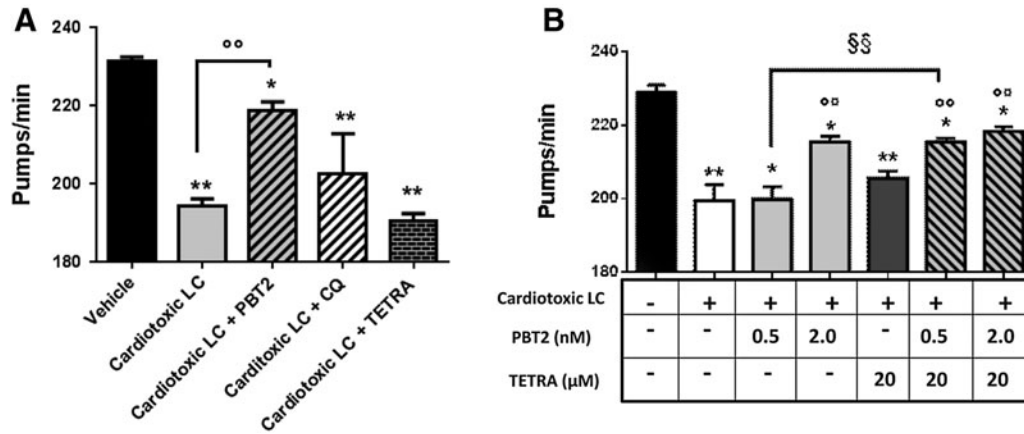 A
240
220
200
180
Pumps/min
°°
**
*
**
**
Vehicle
Cardiotoxic LC
Cardiotoxic LC + PBT2
Carditoxic LC + CQ
Cardiotoxic LC + TETRA
B
240
220
200
180
Pumps/min
§§
**
*
°¤
*
**
°°
*
°¤
*
Cardiotoxic LC - + + + + + +
PBT2 (nM) - - 0.5 2.0 - 0.5 2.0
TETRA (µM) - - - - 20 20 20